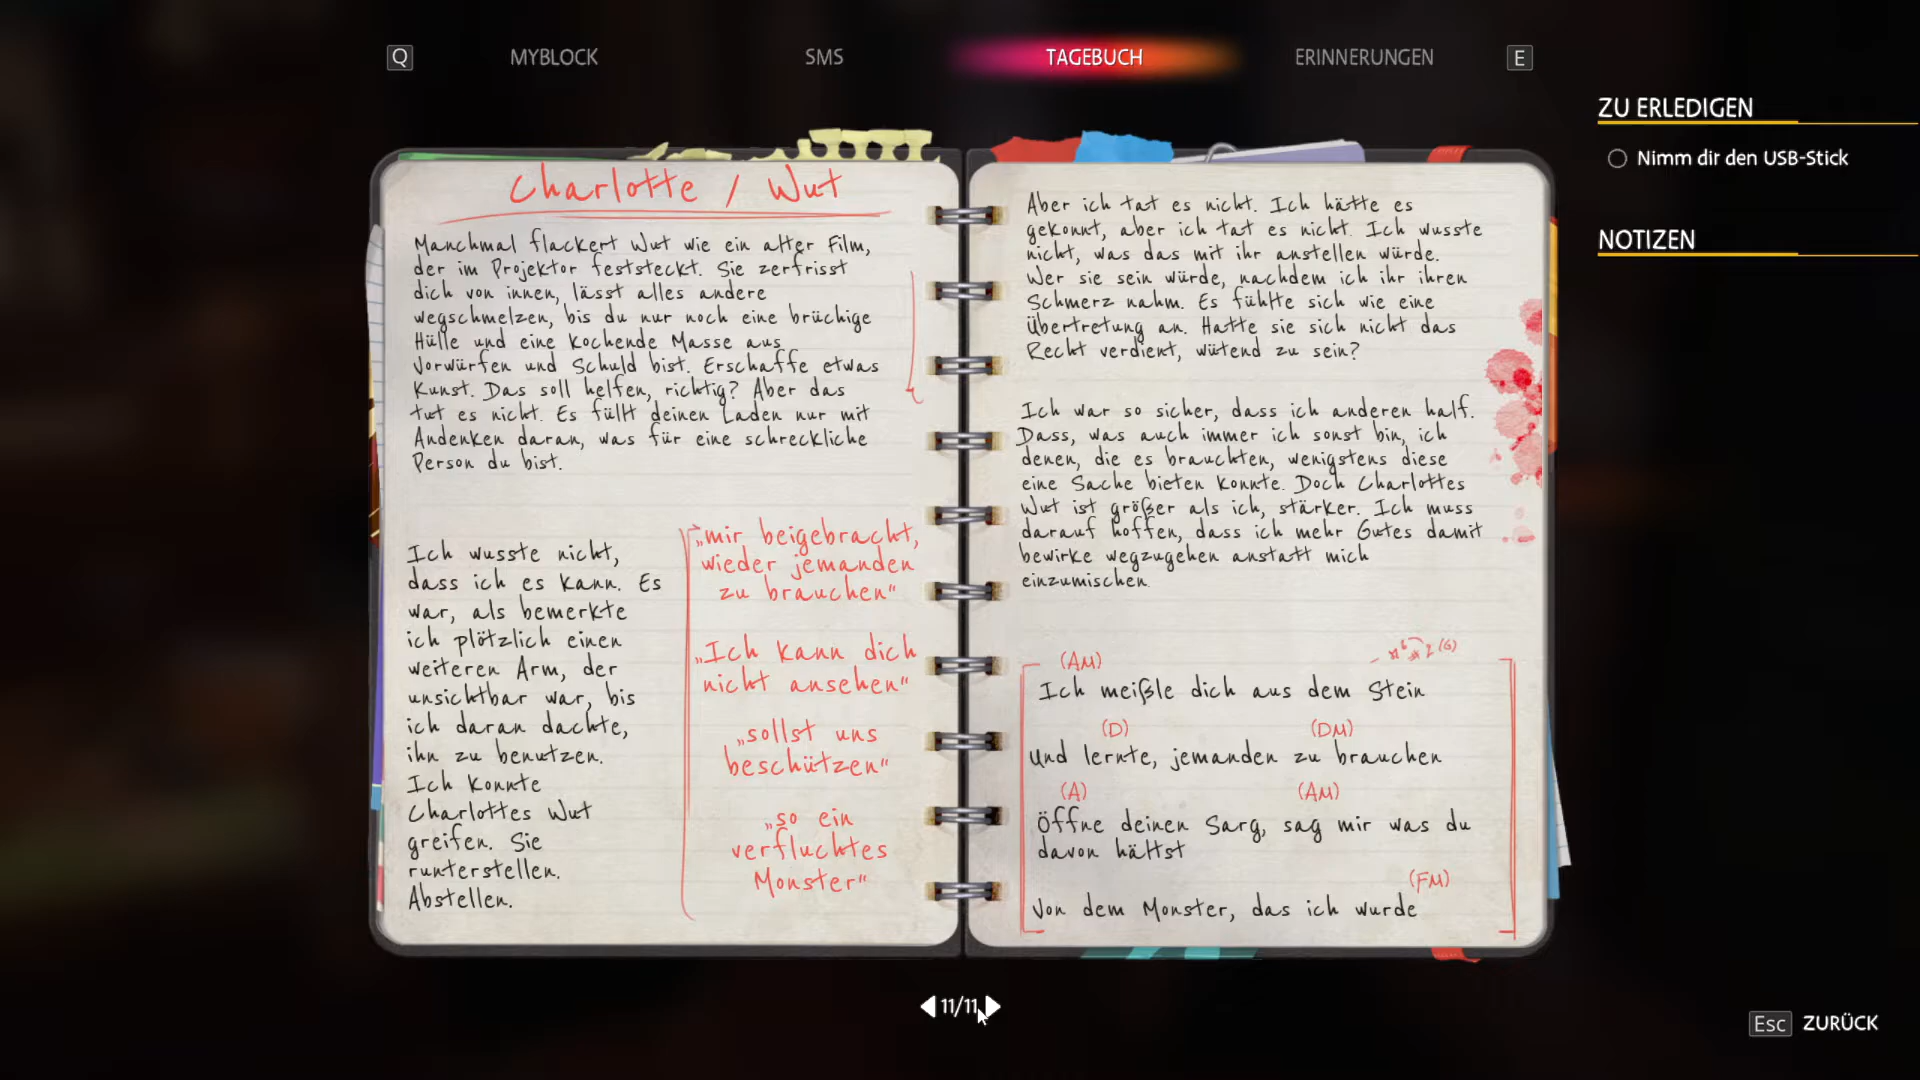 Q
MYBLOCK
SMS
TAGEBUCH
ERINNERUNGEN
E
ZU ERLEDIGEN
Nimm dir den USB-Stick
NOTIZEN
Charlotte / Wut
Manchmal flackert Wut wie ein alter Film,
der im Projektor feststeckt. Sie zerfrisst
dich von innen, lässt alles andere
wegschmelzen, bis du nur noch eine brüchige
Hülle und eine kochende Masse aus
Vorwürfen und Schuld bist. Erschaffe etwas
Kunst. Das soll helfen, richtig? Aber das
tut es nicht. Es füllt deinen Laden nur mit
Andenken daran, was für eine schreckliche
Person du bist.
Ich wusste nicht,
dass ich es kann. Es
war, als bemerkte
ich plötzlich einen
weiteren Arm, der
unsichtbar war, bis
ich daran dachte,
ihn zu benutzen.
Ich konnte
Charlottes Wut
greifen. Sie
runterstellen.
Abstellen.
„mir beigebracht,
wieder jemanden
zu brauchen"
„Ich kann dich
nicht ansehen"
„sollst uns
beschützen"
„so ein
verfluchtes
Monster"
Aber ich tat es nicht. Ich hätte es
gekonnt, aber ich tat es nicht. Ich wusste
nicht, was das mit ihr anstellen würde.
Wer sie sein würde, nachdem ich ihr ihren
Schmerz nahm. Es fühlte sich wie eine
Übertretung an. Hatte sie sich nicht das
Recht verdient, wütend zu sein?
Ich war so sicher, dass ich anderen half.
Dass, was auch immer ich sonst bin, ich
denen, die es brauchten, wenigstens diese
eine Sache bieten konnte. Doch Charlottes
Wut ist größer als ich, stärker. Ich muss
darauf hoffen, dass ich mehr Gutes damit
bewirke wegzugehen anstatt mich
einzumischen.
(AM)
(G)
Ich meißle dich aus dem Stein
(D) (DM)
Und lernte, jemanden zu brauchen
(A) (AM)
Öffne deinen Sarg, sag mir was du
davon hältst
(FM)
Von dem Monster, das ich wurde
11/11
Esc ZURÜCK